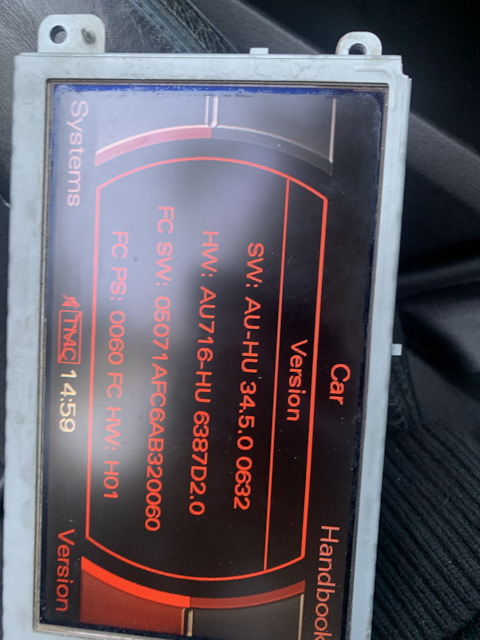 Car
Handbook
Version
SW: AU-HU 34.5.0 0632
HW: AU716-HU 6387D2.0
FC SW: 05071AFC6AB320060
FC PS: 0060 FC HW: H01
Systems
TMC 14:59
Version